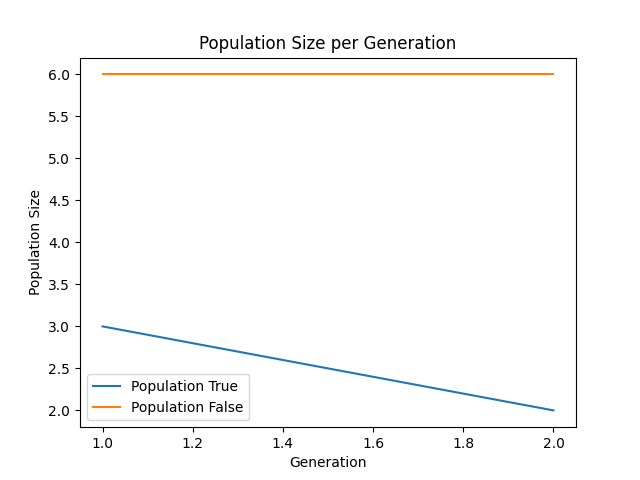 Population Size per Generation
Population Size
6.0
5.5
5.0
4.5
4.0
3.5
3.0
2.5
2.0
Population True
Population False
1.0 1.2 1.4 1.6 1.8 2.0
Generation